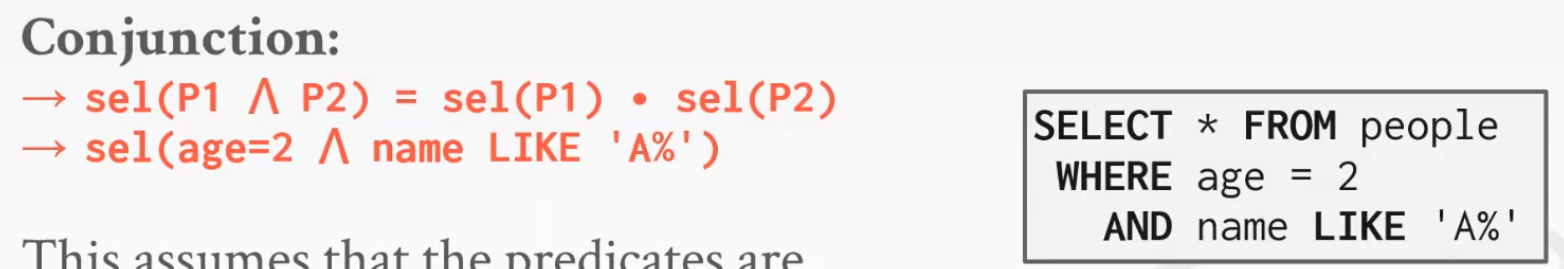 Conjunction:
→ sel(P1 ⋀ P2) = sel(P1) • sel(P2)
→ sel(age=2 ⋀ name LIKE 'A%')
SELECT * FROM people
WHERE age = 2
AND name LIKE 'A%'
This assumes that the predicates are